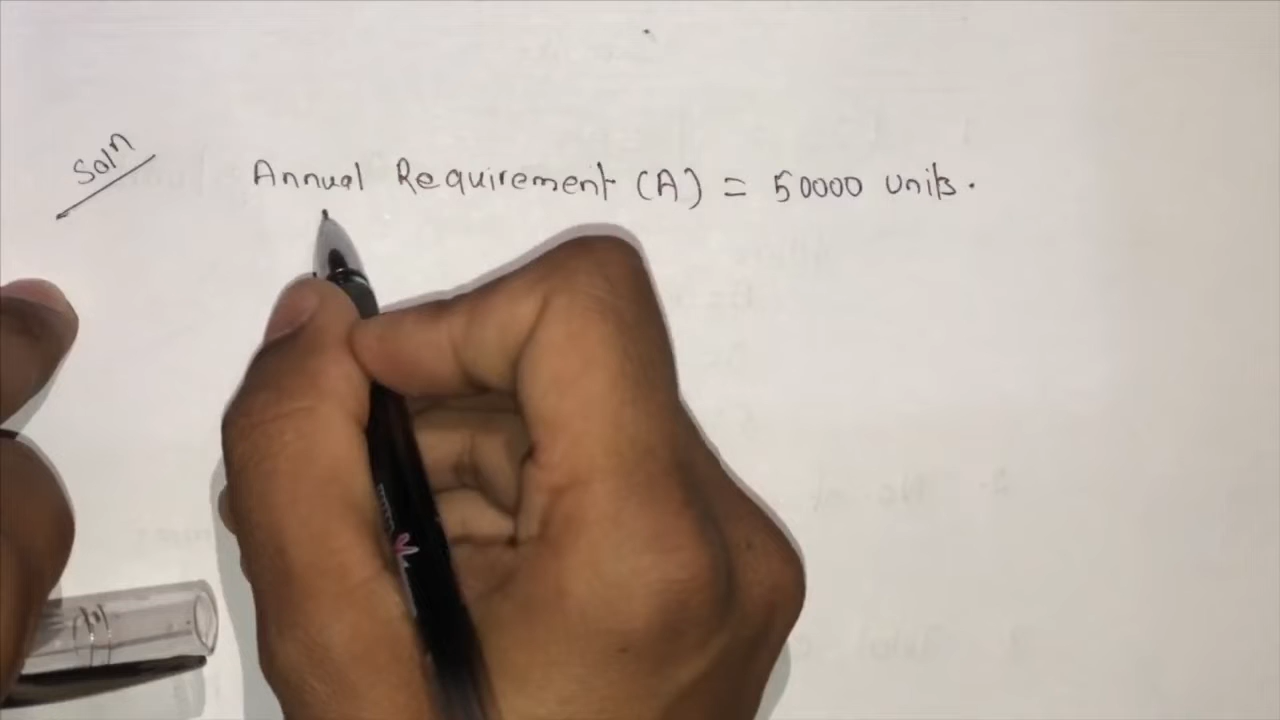 Soln
Annual Requirement (A) = 50000 units.